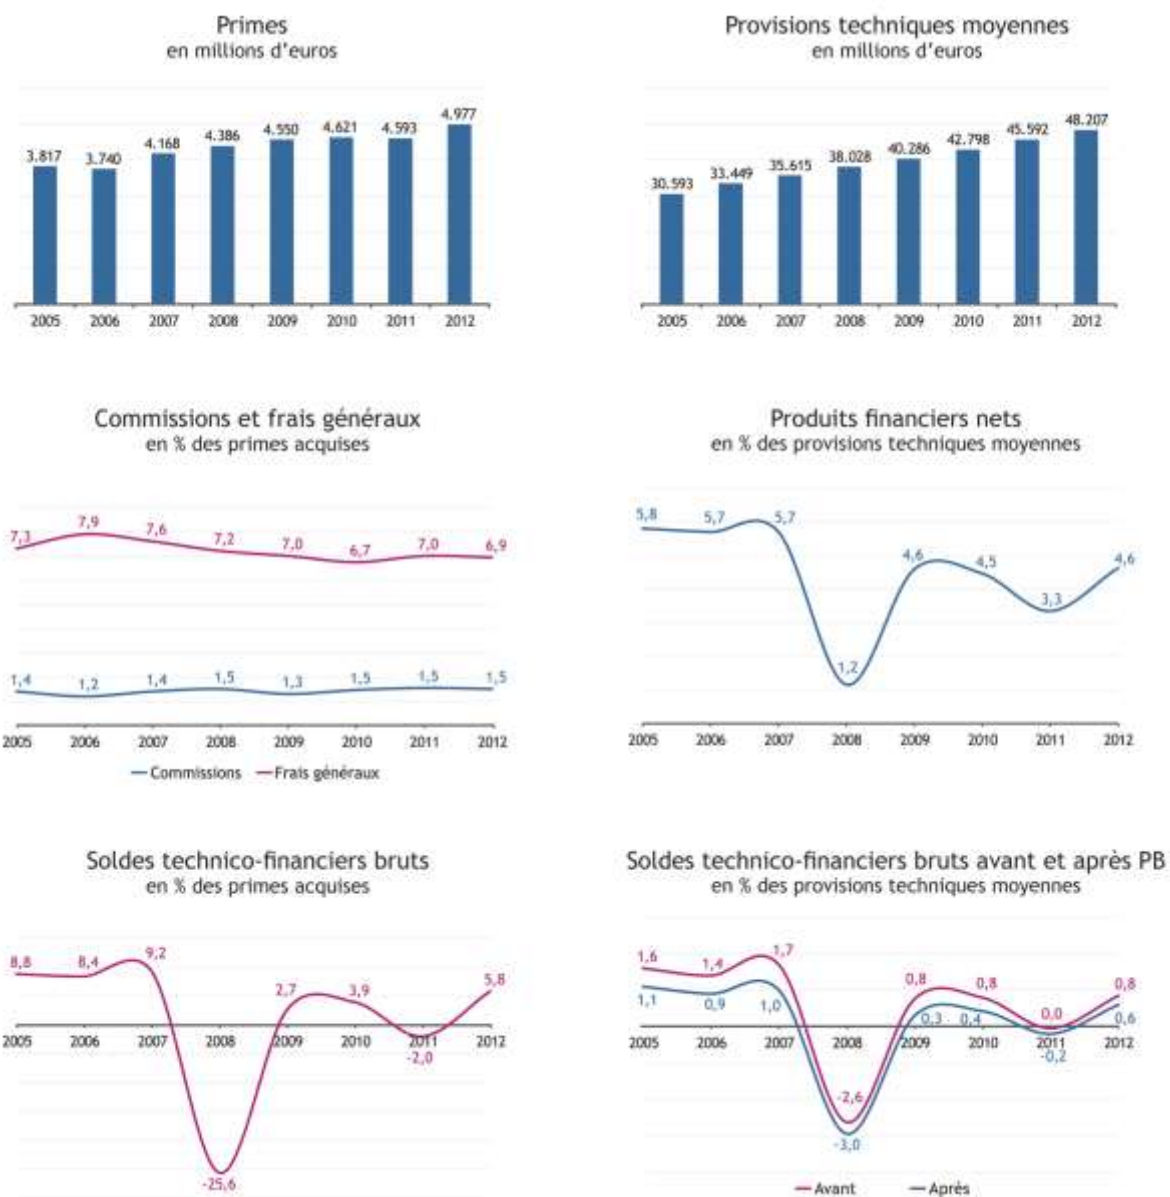 Primes
en millions d'euros
3.817
3.740
4.168
4.386
4.550
4.621
4.593
4.977
2005 2006 2007 2008 2009 2010 2011 2012
Provisions techniques moyennes
en millions d'euros
30.593
33.449
35.615
38.028
40.286
42.798
45.592
48.207
2005 2006 2007 2008 2009 2010 2011 2012
Commissions et frais généraux
en % des primes acquises
7,3 7,9 7,6 7,2 7,0 6,7 7,0 6,9
1,4 1,2 1,4 1,5 1,3 1,5 1,5 1,5
2005 2006 2007 2008 2009 2010 2011 2012
Commissions Frais généraux
Produits financiers nets
en % des provisions techniques moyennes
5,8 5,7 5,7 1,2 4,6 4,5 3,3 4,6
2005 2006 2007 2008 2009 2010 2011 2012
Soldes technico-financiers bruts
en % des primes acquises
8,8 8,4 9,2 -25,6 2,7 3,9 -2,0 5,8
2005 2006 2007 2008 2009 2010 2011 2012
Soldes technico-financiers bruts avant et après PB
en % des provisions techniques moyennes
1,6 1,4 1,7 -2,6 0,8 0,8 0,0 0,8
1,1 0,9 1,0 -3,0 0,3 0,4 -0,2 0,6
2005 2006 2007 2008 2009 2010 2011 2012
Avant Après